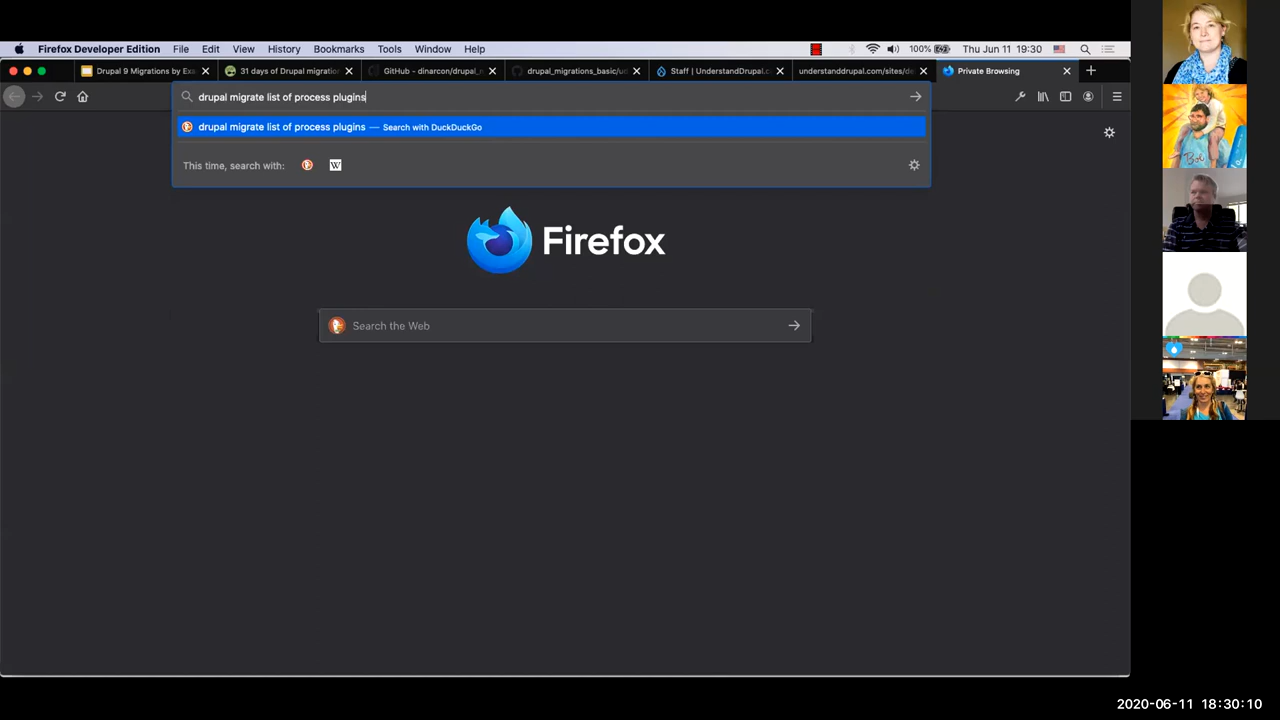 Firefox Developer Edition File Edit View History Bookmarks Tools Window Help 100% Thu Jun 11 19:30
Drupal 9 Migrations by Exa 31 days of Drupal migratio GitHub - dinarcon/drupal_ drupal_migrations_basic/u Staff | UnderstandDrupal.c understanddrupal.com/sites/de Private Browsing
drupal migrate list of process plugins
drupal migrate list of process plugins — Search with DuckDuckGo
This time, search with: W
Firefox
Search the Web
Bob
2020-06-11 18:30:10